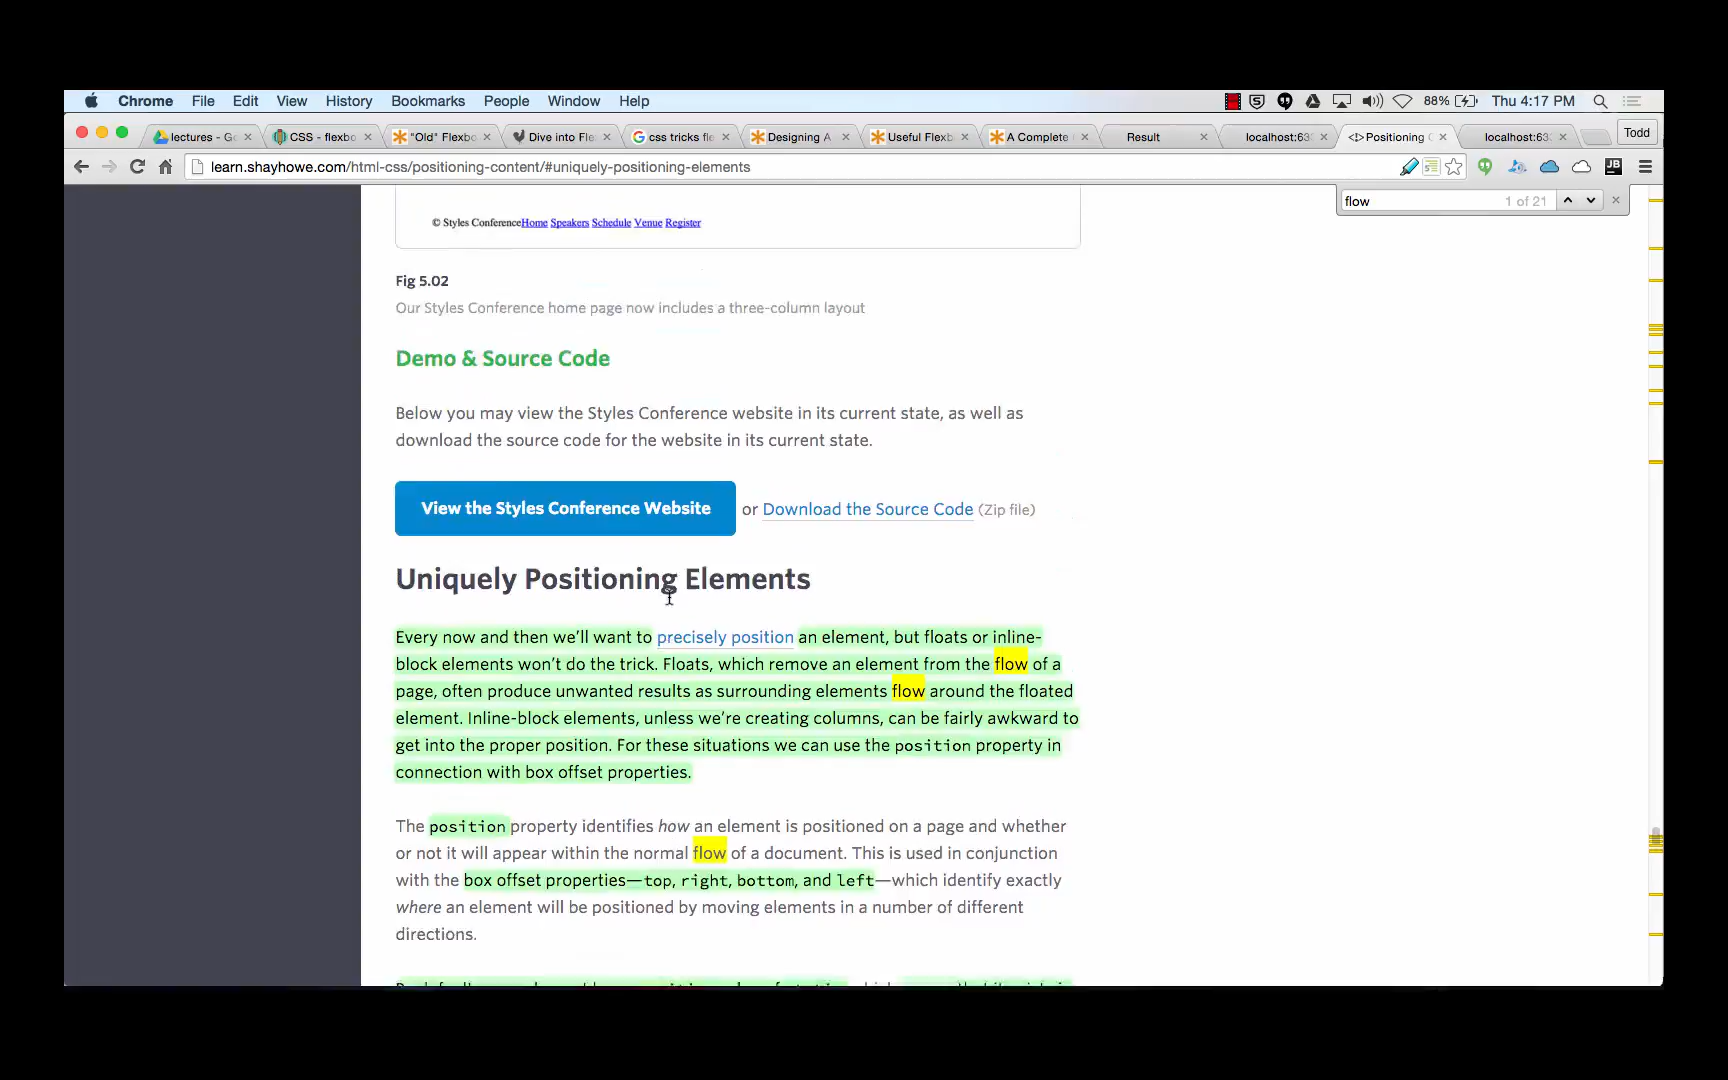 Chrome File Edit View History Bookmarks People Window Help 88% Thu 4:17 PM
lectures - Go CSS - flexbo "Old" Flexbo Dive into Fle css tricks fle Designing A Useful Flexb A Complete Result localhost:63 Positioning C localhost:63 Todd
learn.shayhowe.com/html-css/positioning-content/#uniquely-positioning-elements
flow 1 of 21
© Styles ConferenceHome Speakers Schedule Venue Register
Fig 5.02
Our Styles Conference home page now includes a three-column layout
Demo & Source Code
Below you may view the Styles Conference website in its current state, as well as
download the source code for the website in its current state.
View the Styles Conference Website or Download the Source Code (Zip file)
Uniquely Positioning Elements
Every now and then we'll want to precisely position an element, but floats or inline-
block elements won't do the trick. Floats, which remove an element from the flow of a
page, often produce unwanted results as surrounding elements flow around the floated
element. Inline-block elements, unless we're creating columns, can be fairly awkward to
get into the proper position. For these situations we can use the position property in
connection with box offset properties.
The position property identifies how an element is positioned on a page and whether
or not it will appear within the normal flow of a document. This is used in conjunction
with the box offset properties—top, right, bottom, and left—which identify exactly
where an element will be positioned by moving elements in a number of different
directions.